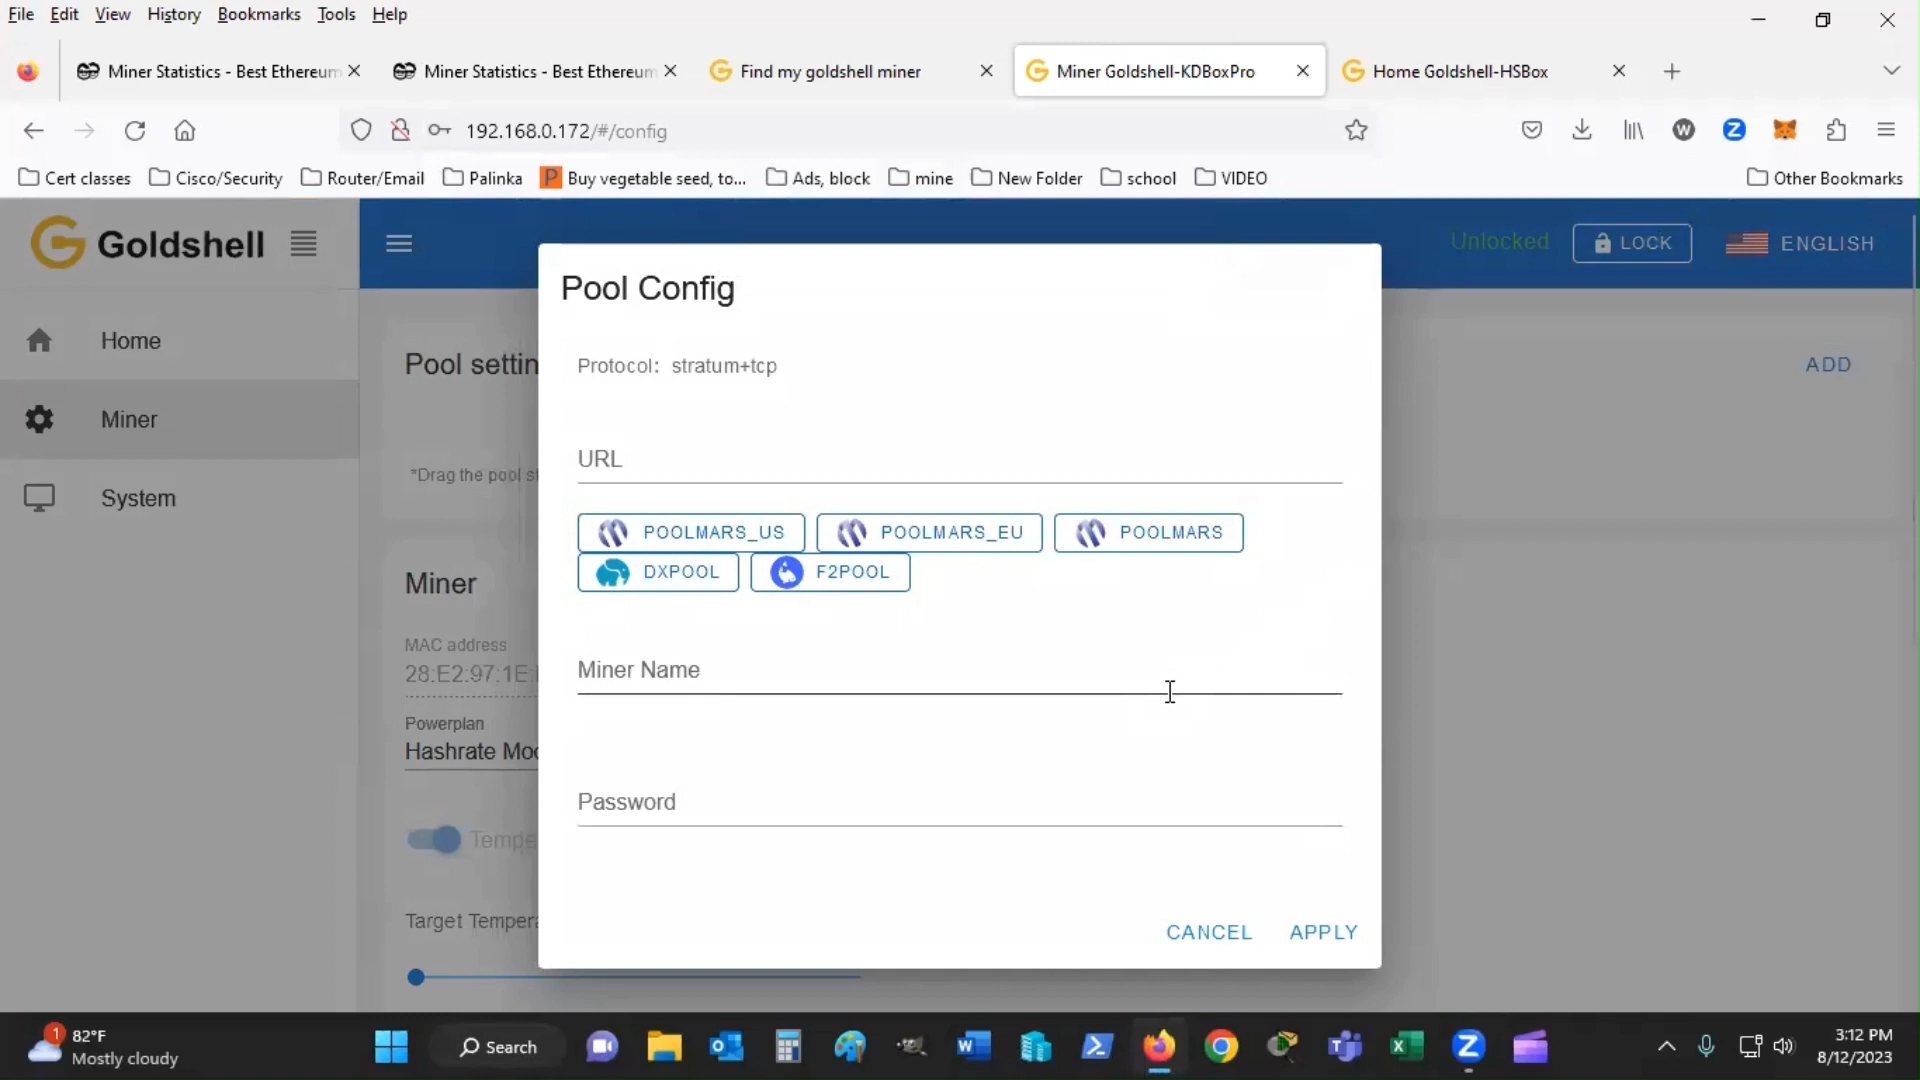 File Edit View History Bookmarks Tools Help
Miner Statistics - Best Ethereum
Miner Statistics - Best Ethereum
Find my goldshell miner
Miner Goldshell-KDBoxPro
Home Goldshell-HSBox
192.168.0.172/#/config
Cert classes Cisco/Security Router/Email Palinka Buy vegetable seed, to... Ads, block mine New Folder school VIDEO Other Bookmarks
Goldshell
Unlocked
LOCK
ENGLISH
Home
Miner
System
Pool settin
ADD
*Drag the pool
Miner
MAC address
28:E2:97:1E:
Powerplan
Hashrate Mo
Tempe
Target Tempera
Pool Config
Protocol: stratum+tcp
URL
POOLMARS_US POOLMARS_EU POOLMARS
DXPOOL F2POOL
Miner Name
Password
CANCEL APPLY
1
82°F
Mostly cloudy
Search
3:12 PM
8/12/2023